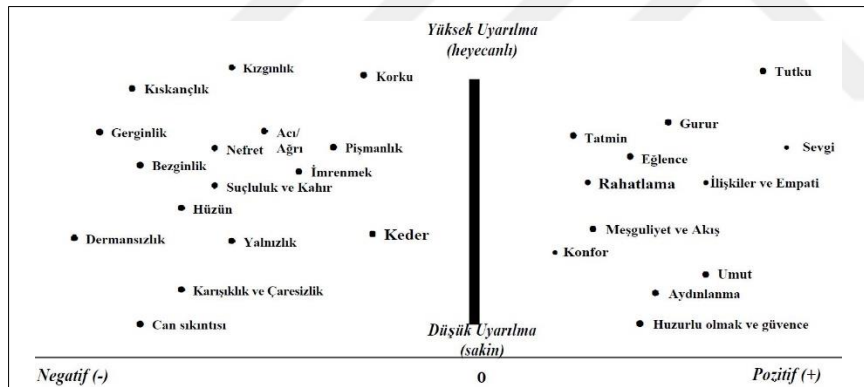 Yüksek Uyarılma
(heyecanlı)
Kızgınlık
Korku
Tutku
Kıskançlık
Gerginlik
Acı/
Ağrı
Gurur
Tatmin
Nefret
Pişmanlık
Sevgi
Eğlence
Bezginlik
İmrenmek
Suçluluk ve Kahır
Rahatlama
İlişkiler ve Empati
Hüzün
Dermansızlık
Yalnızlık
Keder
Meşguliyet ve Akış
Konfor
Umut
Karışıklık ve Çaresizlik
Aydınlanma
Can sıkıntısı
Düşük Uyarılma
(sakin)
Huzurlu olmak ve güvence
Negatif (-)
0
Pozitif (+)